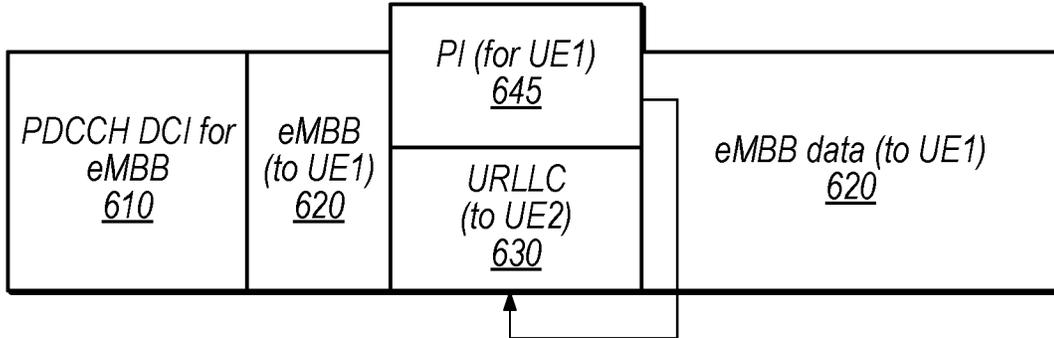 PDCCH DCI for
eMBB
610
eMBB
(to UE1)
620
PI (for UE1)
645
URLLC
(to UE2)
630
eMBB data (to UE1)
620